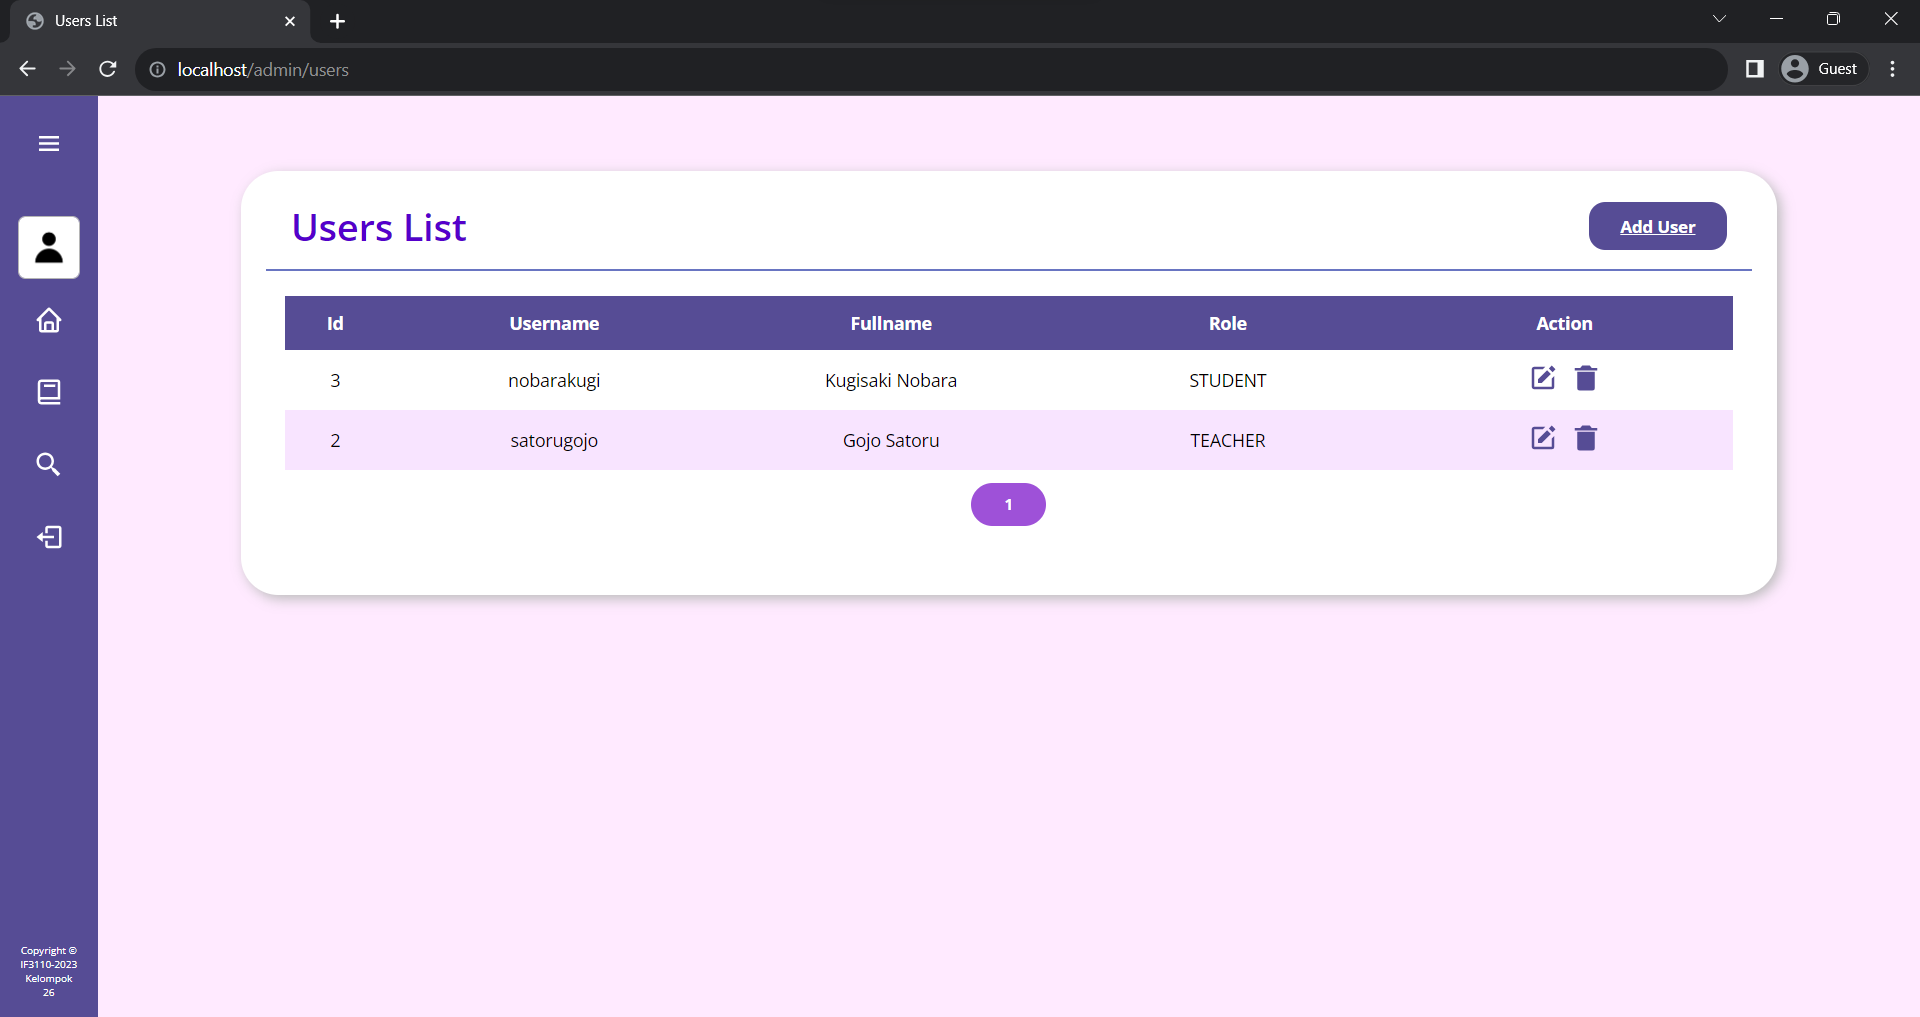 Users List
localhost/admin/users
Guest
Users List
Add User
Id Username Fullname Role Action
3 nobarakugi Kugisaki Nobara STUDENT
2 satorugojo Gojo Satoru TEACHER
1
Copyright ©
IF3110-2023
Kelompok
26